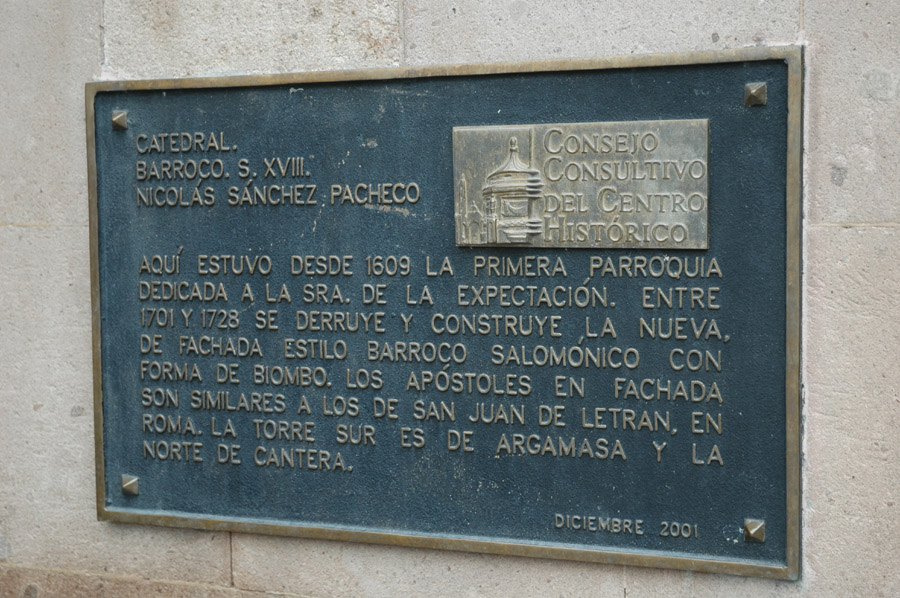 CATEDRAL.
BARROCO. S. XVIII.
NICOLÁS SÁNCHEZ PACHECO
CONSEJO
CONSULTIVO
DEL CENTRO
HISTÓRICO
AQUÍ ESTUVO DESDE 1609 LA PRIMERA PARROQUIA
DEDICADA A LA SRA. DE LA EXPECTACIÓN. ENTRE
1701 Y 1728 SE DERRUYE Y CONSTRUYE LA NUEVA,
DE FACHADA ESTILO BARROCO SALOMÓNICO CON
FORMA DE BIOMBO. LOS APÓSTOLES EN FACHADA
SON SIMILARES A LOS DE SAN JUAN DE LETRAN, EN
ROMA. LA TORRE SUR ES DE ARGAMASA Y LA
NORTE DE CANTERA.
DICIEMBRE 2001